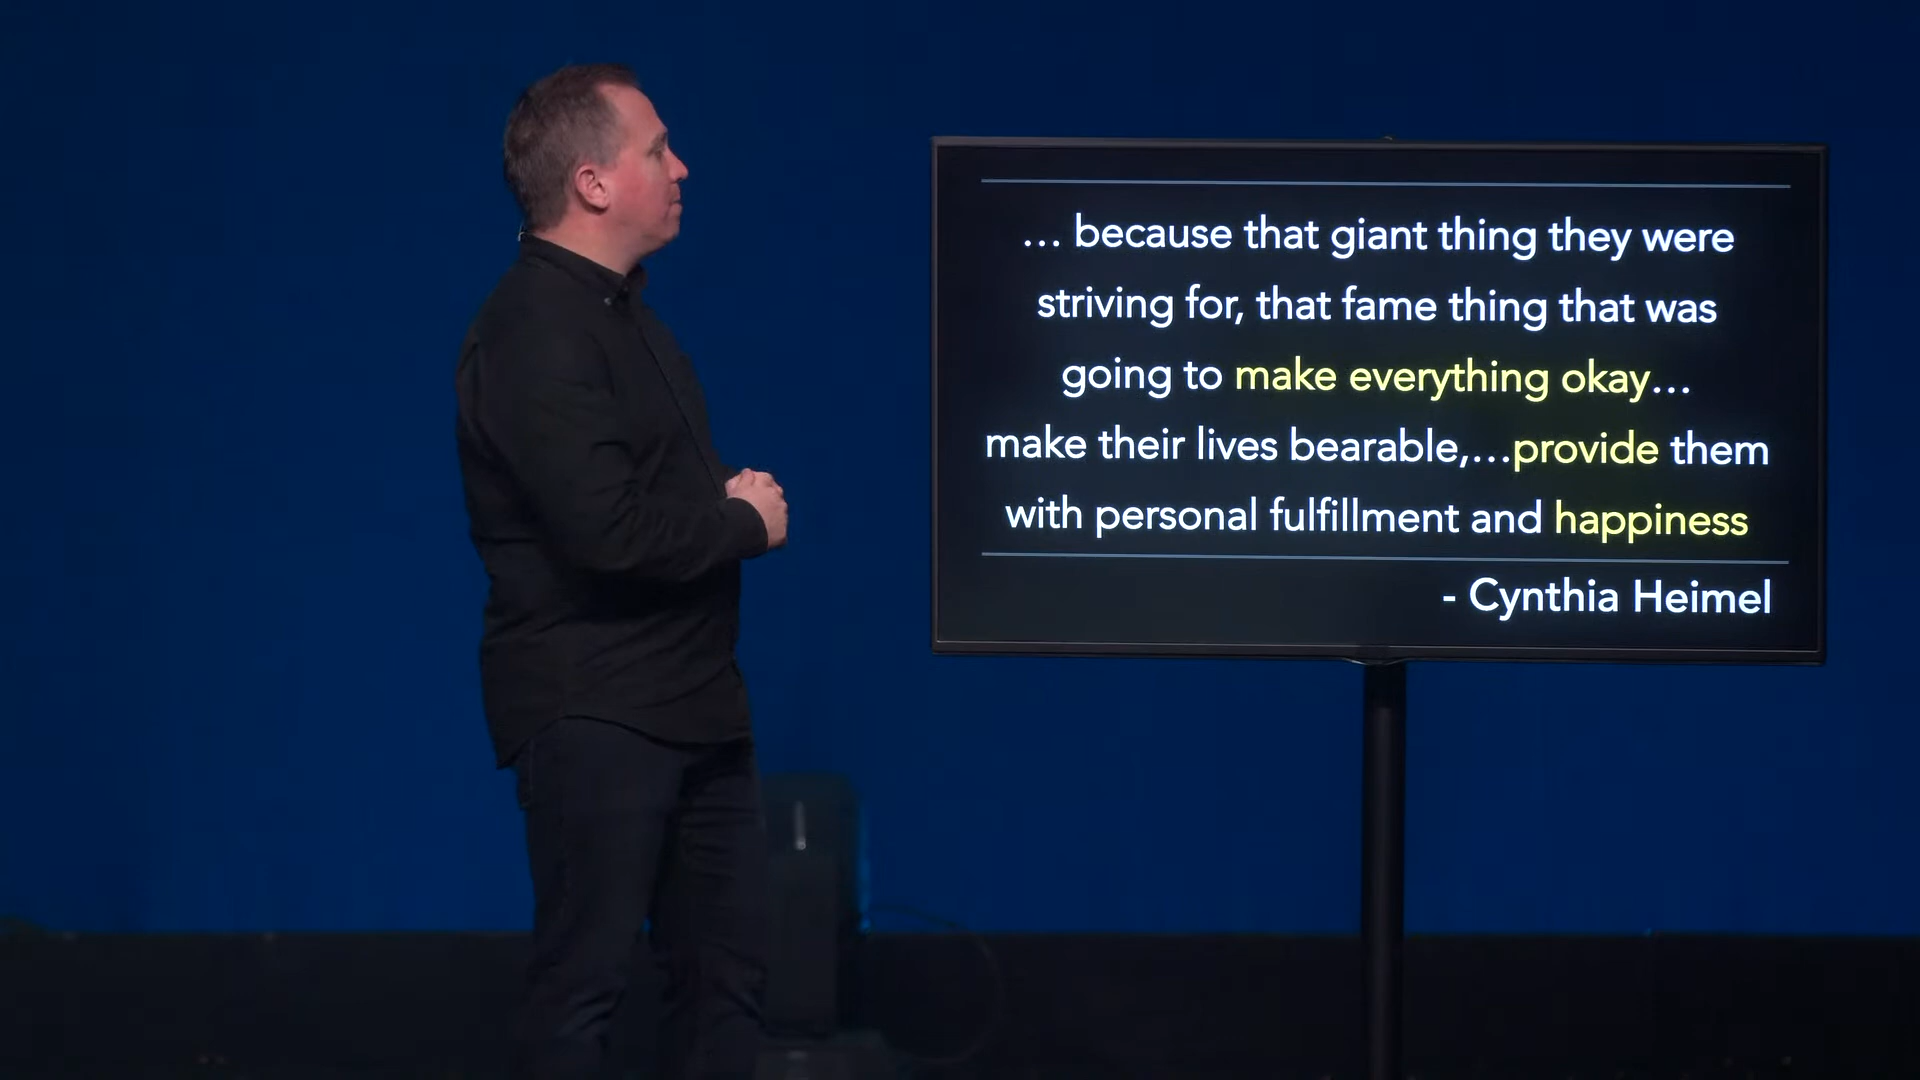 ... because that giant thing they were
striving for, that fame thing that was
going to make everything okay...
make their lives bearable,...provide them
with personal fulfillment and happiness
- Cynthia Heimel